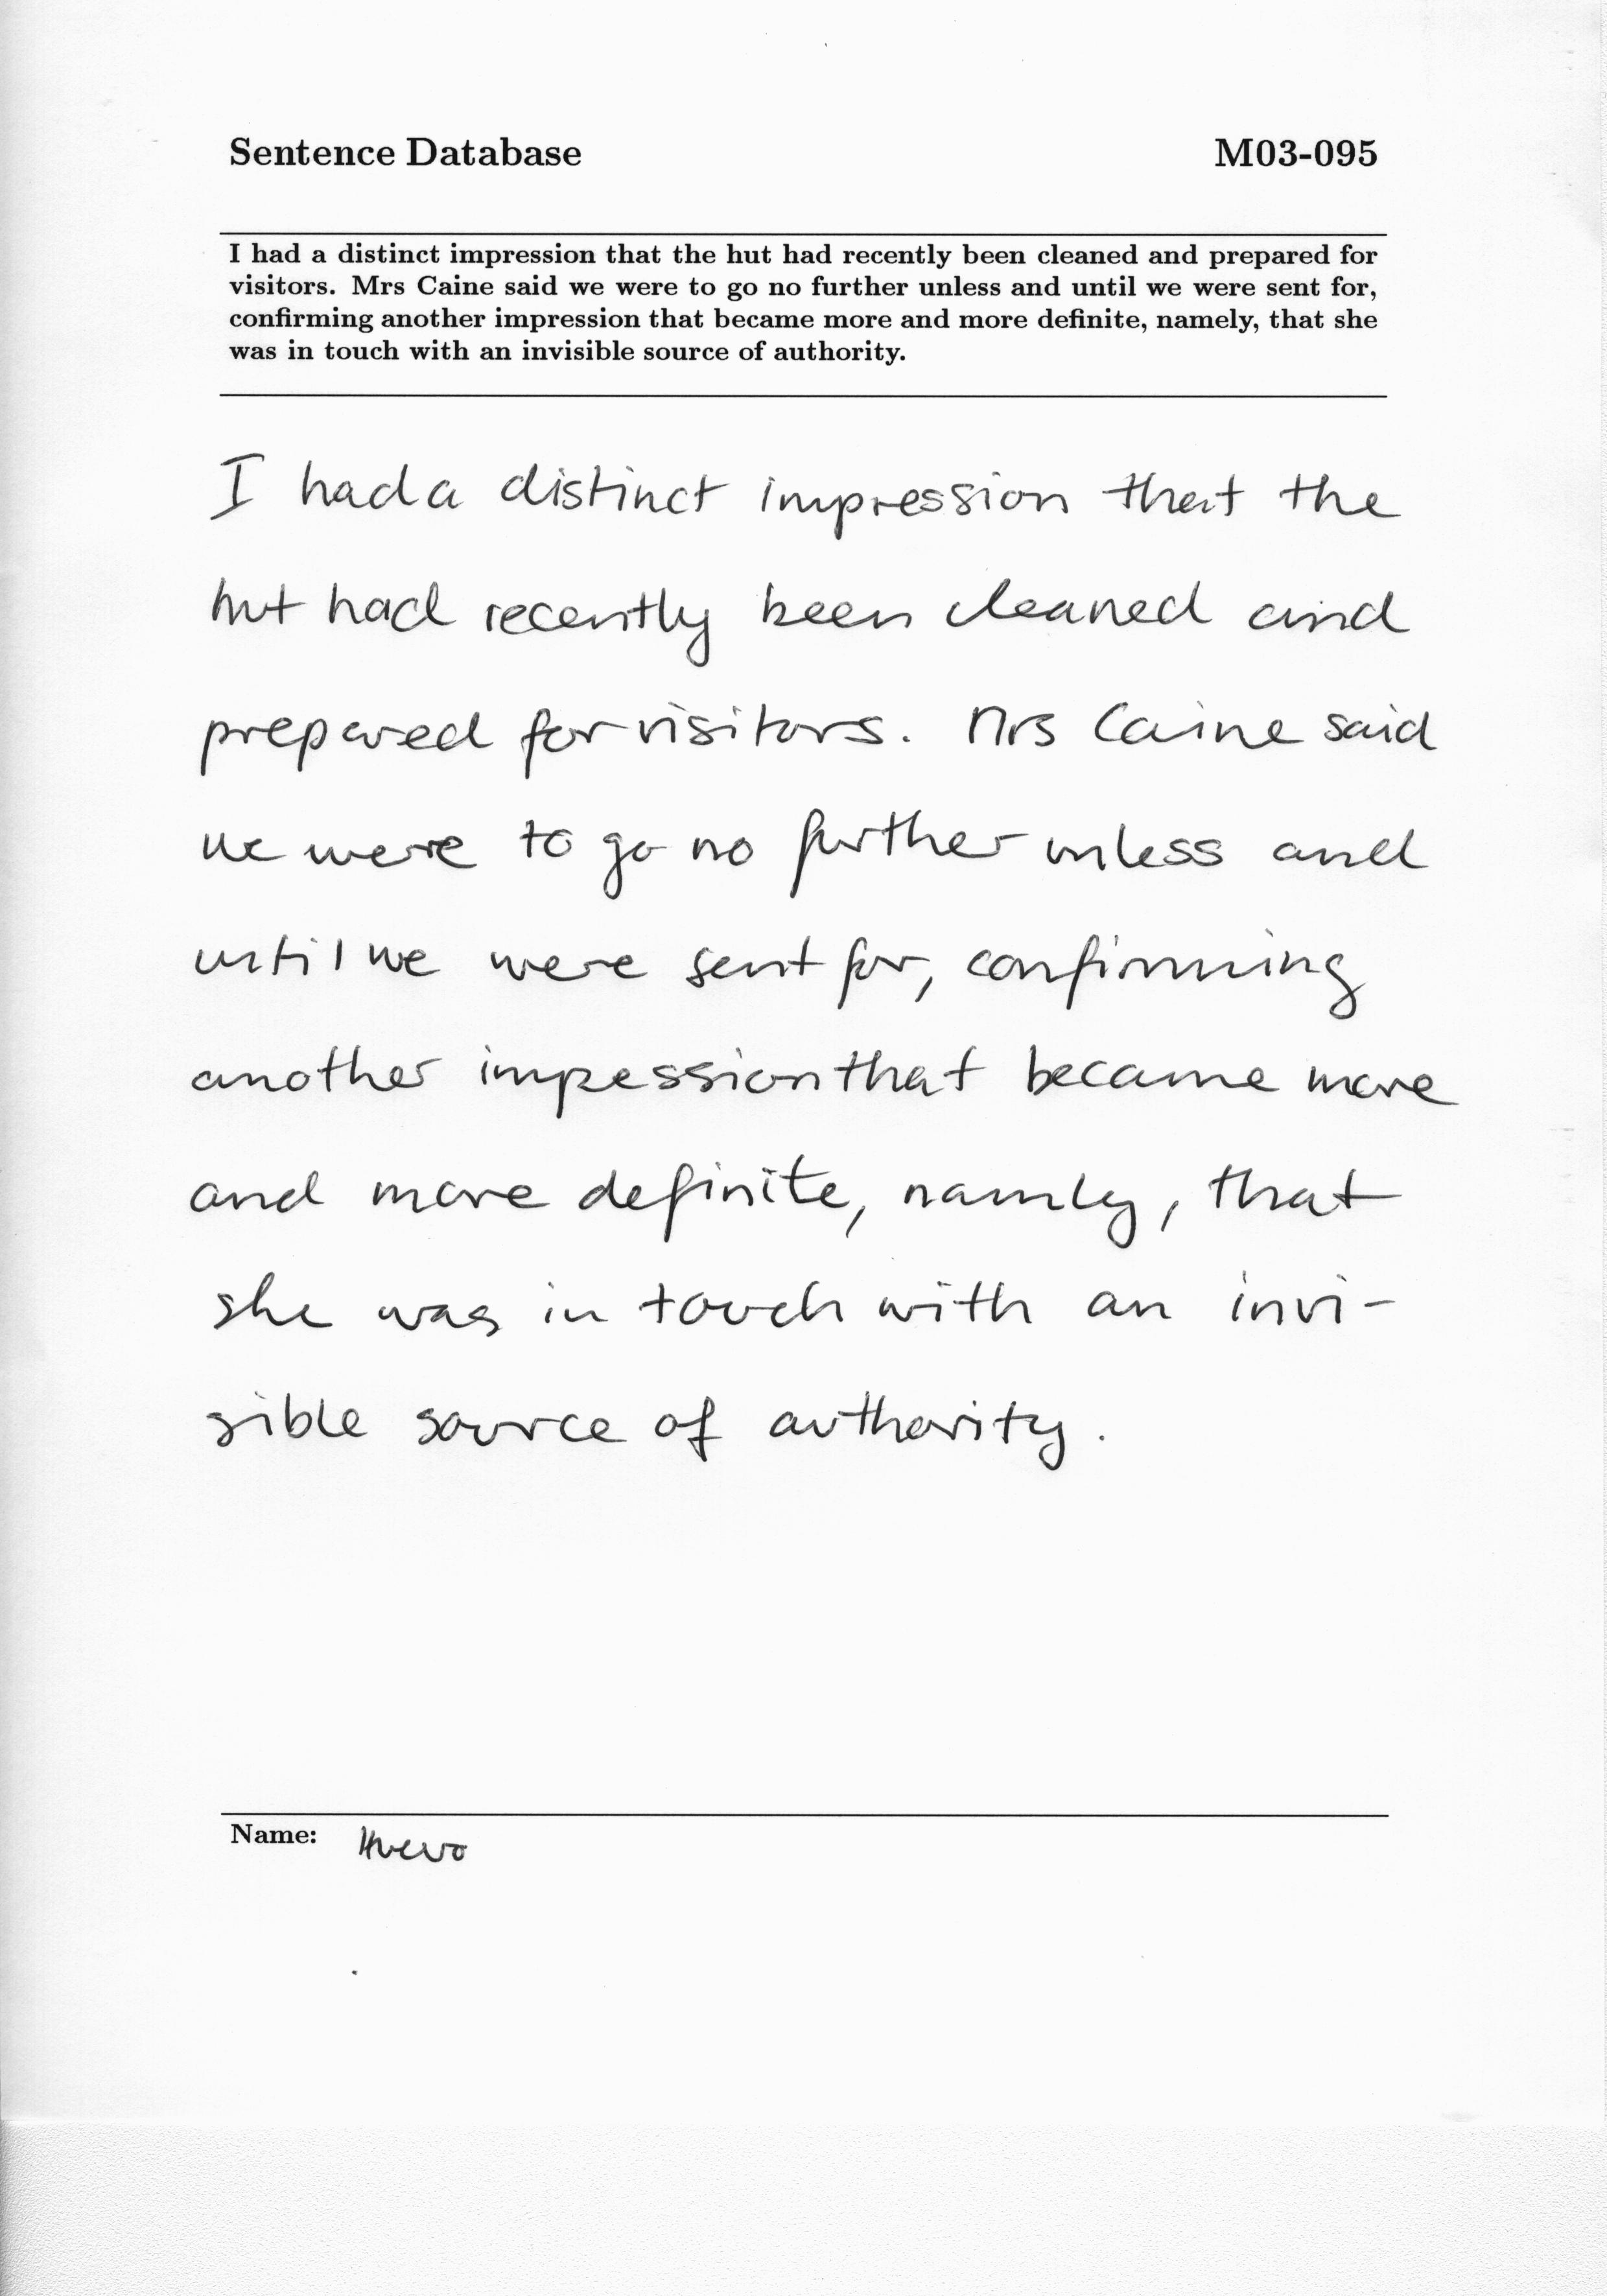 Sentence Database M03-095
I had a distinct impression that the hut had recently been cleaned and prepared for
visitors. Mrs Caine said we were to go no further unless and until we were sent for,
confirming another impression that became more and more definite, namely, that she
was in touch with an invisible source of authority.
I had a distinct impression that the
hut had recently been cleaned and
prepared for visitors. Mrs Caine said
we were to go no further unless and
until we were sent for, confirming
another impession that became more
and more definite, namly, that
she was in touch with an invi-
sible source of authority.
Name: